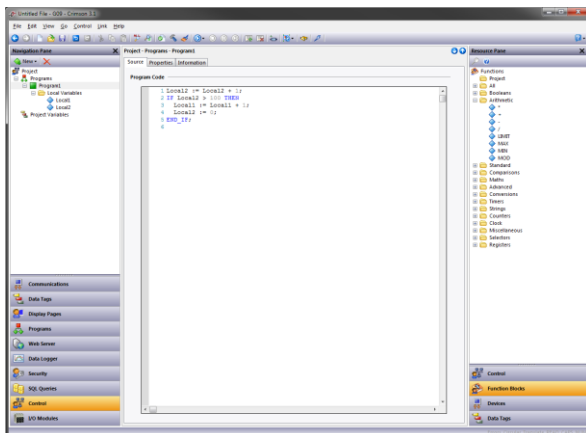 Untitled File - G09 - Crimson 3.1
File Edit View Go Control Link Help
Navigation Pane
Project - Programs - Program1
Resource Pane
New
Source Properties Information
Project
Programs
Program1
Local Variables
Local1
Local2
Project Variables
Program Code
1 Local2 := Local2 + 1;
2 IF Local2 > 100 THEN
3 Local1 := Local1 + 1;
4 Local2 := 0;
5 END_IF;
6
Functions
Project
All
Booleans
Arithmetic
*
+
-
/
LIMIT
MAX
MIN
MOD
Standard
Comparisons
Maths
Advanced
Conversions
Timers
Strings
Counters
Clock
Miscellaneous
Selectors
Registers
Communications
Data Tags
Display Pages
Programs
Web Server
Data Logger
Security
SQL Queries
Control
I/O Modules
Control
Function Blocks
Devices
Data Tags